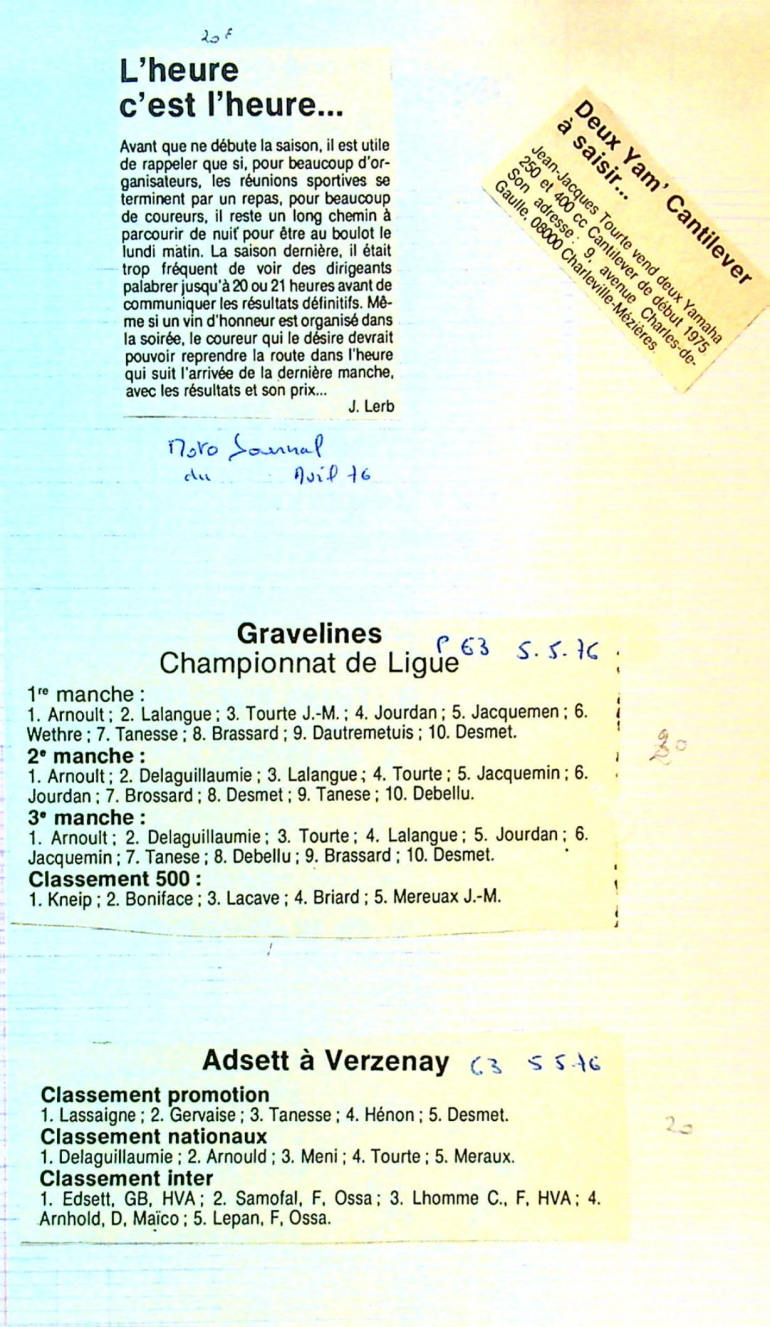 20 F
L'heure
c'est l'heure...
Avant que ne débute la saison, il est utile
de rappeler que si, pour beaucoup d'or-
ganisateurs, les réunions sportives se
terminent par un repas, pour beaucoup
de coureurs, il reste un long chemin à
parcourir de nuit pour être au boulot le
lundi matin. La saison dernière, il était
trop fréquent de voir des dirigeants
palabrer jusqu'à 20 ou 21 heures avant de
communiquer les résultats définitifs. Mê-
me si un vin d'honneur est organisé dans
la soirée, le coureur qui le désire devrait
pouvoir reprendre la route dans l'heure
qui suit l'arrivée de la dernière manche,
avec les résultats et son prix...
J. Lerb
Moto Journal
du Avril 76
Deux Yam' Cantilever
à saisir...
Jean-Jacques Tourte vend deux Yamaha
250 et 400 cc Cantilever de début 1975
Son adresse : 9, avenue Charles-de-
Gaulle, 08000 Charleville-Mézières.
Gravelines
P 63 5.5.76
Championnat de Ligue
1re manche :
1. Arnoult ; 2. Lalangue ; 3. Tourte J.-M. ; 4. Jourdan ; 5. Jacquemen ; 6.
Wethre ; 7. Tanesse ; 8. Brassard ; 9. Dautremetuis ; 10. Desmet.
2e manche :
1. Arnoult ; 2. Delaguillaumie ; 3. Lalangue ; 4. Tourte ; 5. Jacquemin ; 6.
Jourdan ; 7. Brossard ; 8. Desmet ; 9. Tanese ; 10. Debellu.
3e manche :
1. Arnoult ; 2. Delaguillaumie ; 3. Tourte ; 4. Lalangue ; 5. Jourdan ; 6.
Jacquemin ; 7. Tanese ; 8. Debellu ; 9. Brassard ; 10. Desmet.
Classement 500 :
1. Kneip ; 2. Boniface ; 3. Lacave ; 4. Briard ; 5. Mereuax J.-M.
Adsett à Verzenay 63 5 5.76
Classement promotion
1. Lassaigne ; 2. Gervaise ; 3. Tanesse ; 4. Hénon ; 5. Desmet.
20
Classement nationaux
1. Delaguillaumie ; 2. Arnould ; 3. Meni ; 4. Tourte ; 5. Meraux.
Classement inter
1. Edsett, GB, HVA ; 2. Samofal, F, Ossa ; 3. Lhomme C., F, HVA ; 4.
Arnhold, D, Maïco ; 5. Lepan, F, Ossa.